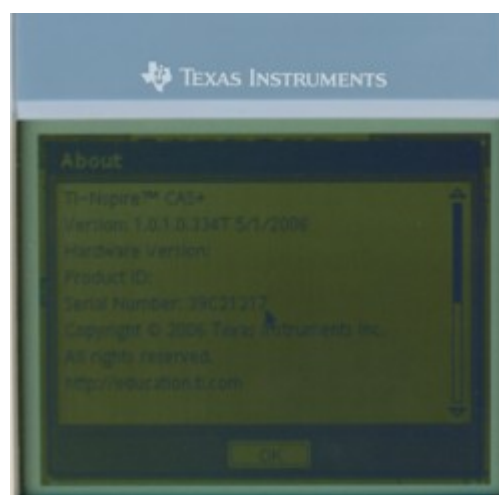 TEXAS INSTRUMENTS
About
TI-Nspire™ CAS+
Version: 1.0.1.0.334T 5/1/2006
Hardware Version:
Product ID:
Serial Number:
Copyright © 2006 Texas Instruments Inc.
All rights reserved.
http://education.ti.com
OK